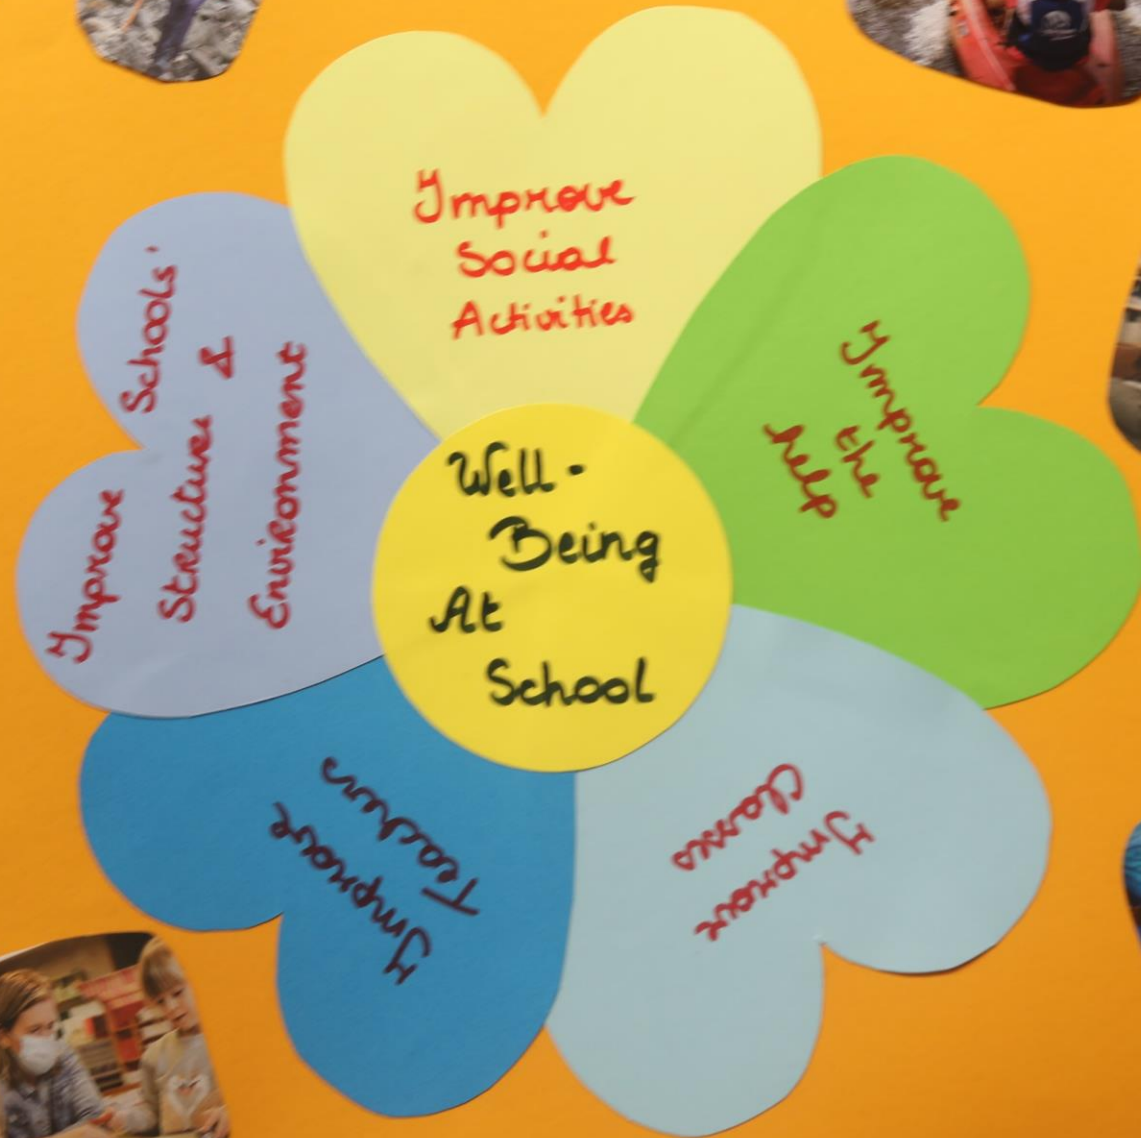 Well-
Being
At
School
Improve
Social
Activities
Improve
the
help
Improve
Classes
Improve
Teachers
Improve Schools'
Structures &
Environment